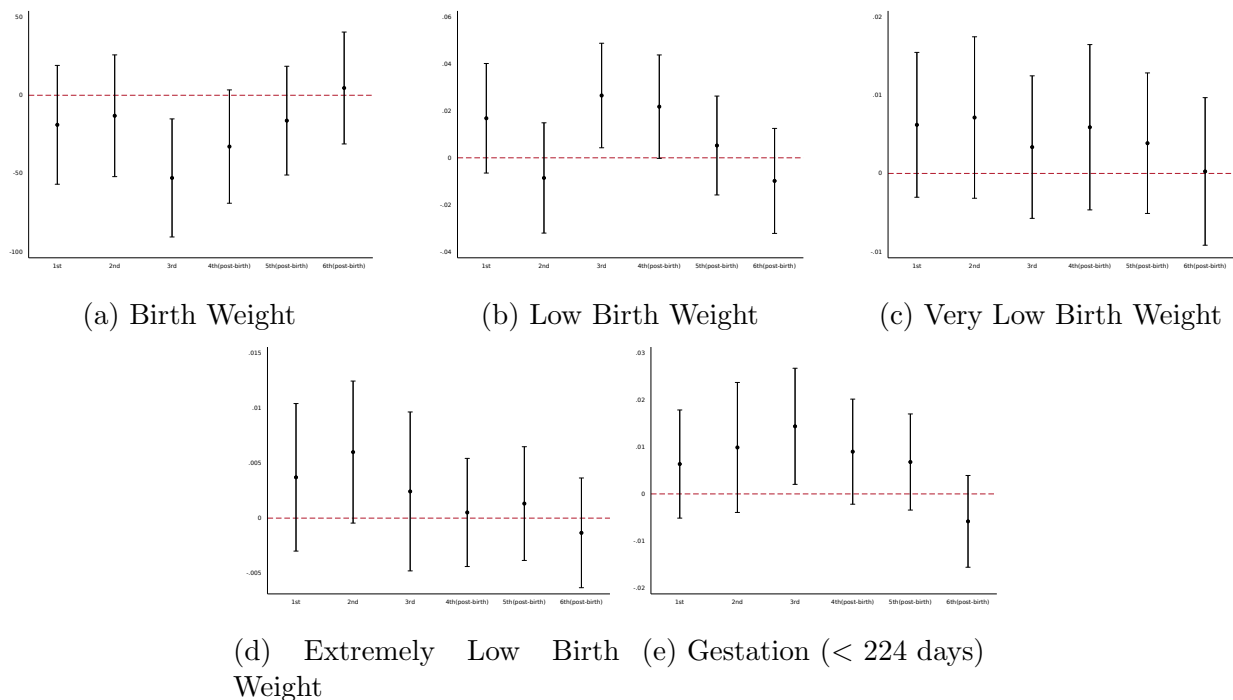 50
0
-50
-100
1st 2nd 3rd 4th(post-birth) 5th(post-birth) 6th(post-birth)
(a) Birth Weight
.06
.04
.02
0
-.02
-.04
1st 2nd 3rd 4th(post-birth) 5th(post-birth) 6th(post-birth)
(b) Low Birth Weight
.02
.01
0
-.01
1st 2nd 3rd 4th(post-birth) 5th(post-birth) 6th(post-birth)
(c) Very Low Birth Weight
.015
.01
.005
0
-.005
1st 2nd 3rd 4th(post-birth) 5th(post-birth) 6th(post-birth)
(d) Extremely Low Birth
Weight
.03
.02
.01
0
-.01
-.02
1st 2nd 3rd 4th(post-birth) 5th(post-birth) 6th(post-birth)
(e) Gestation (< 224 days)